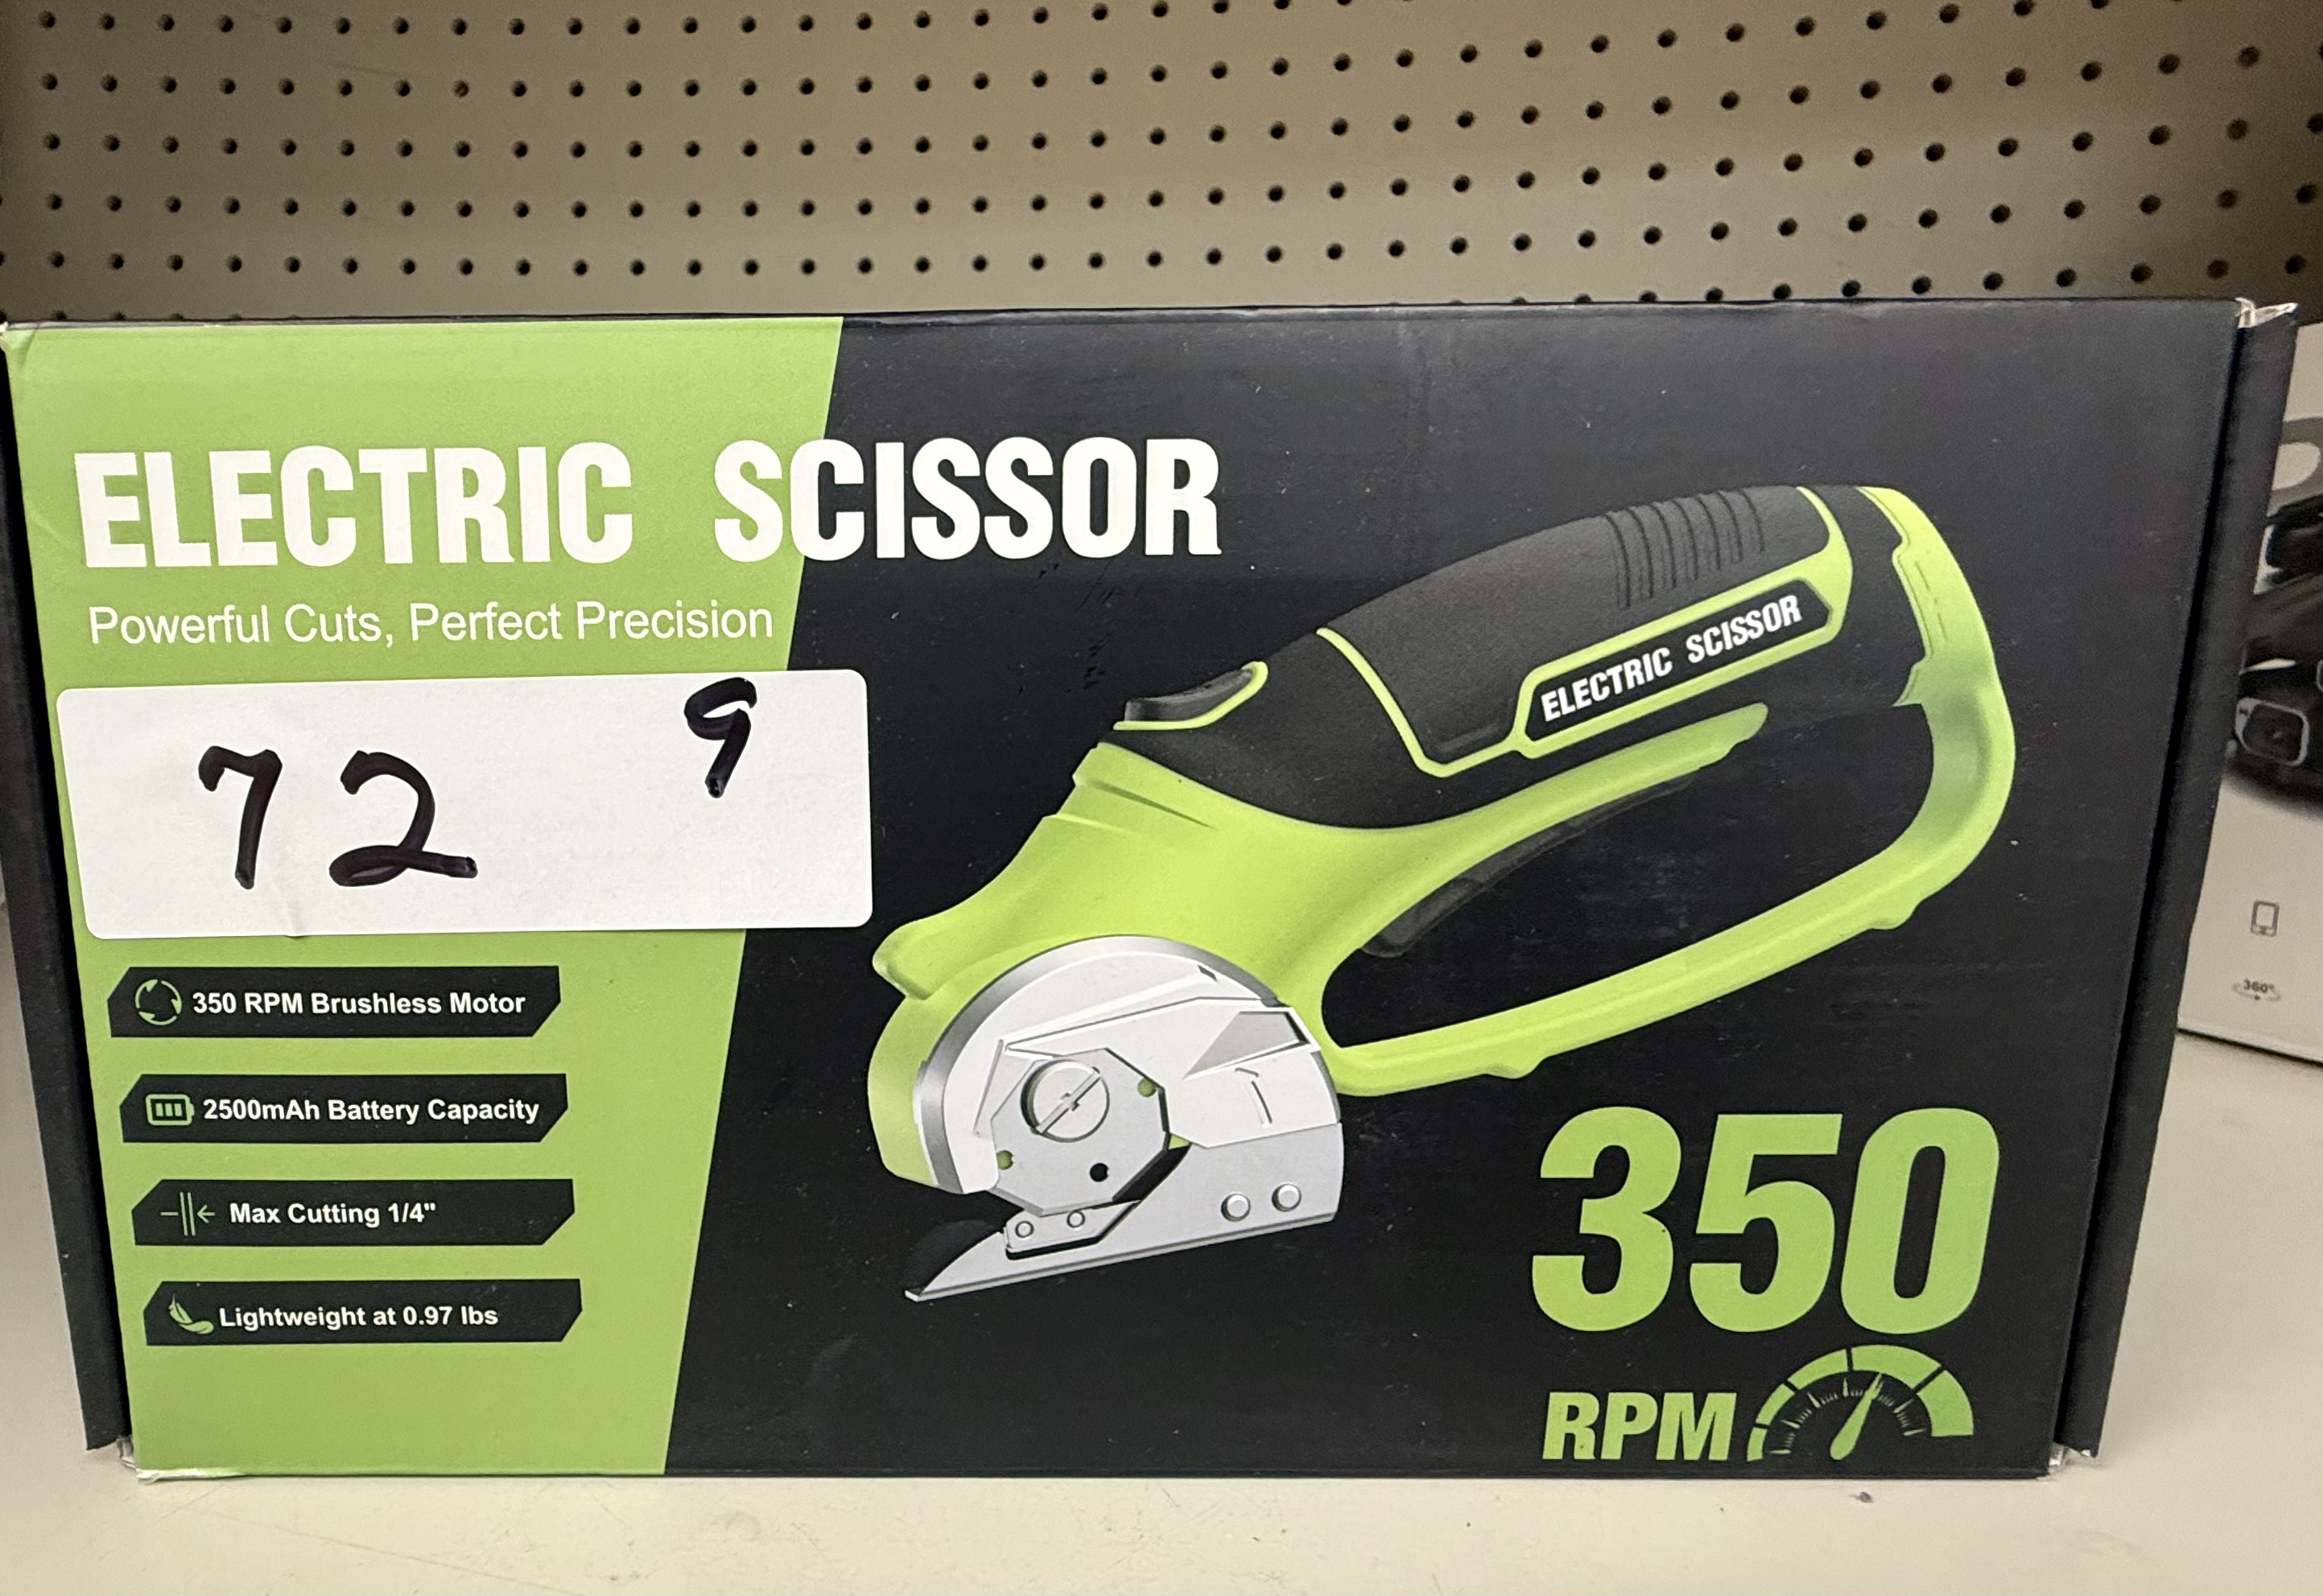 ELECTRIC SCISSOR
Powerful Cuts, Perfect Precision
72 9
350 RPM Brushless Motor
2500mAh Battery Capacity
Max Cutting 1/4"
Lightweight at 0.97 lbs
ELECTRIC SCISSOR
350
RPM
360°